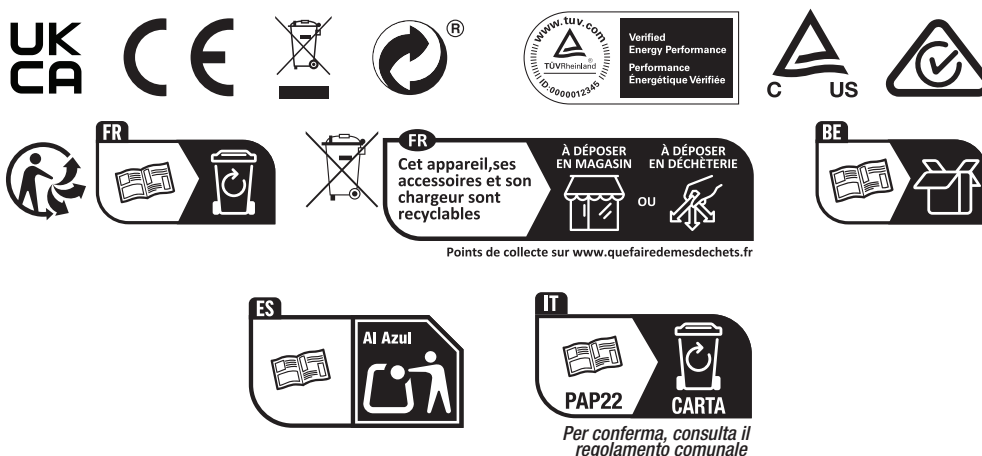 UK
CA
CE
®
www.tuv.com
TÜVRheinland®
ID:0000012345
Verified
Energy Performance
Performance
Énergétique Vérifiée
C US
FR
FR
Cet appareil,ses
accessoires et son
chargeur sont
recyclables
À DÉPOSER
EN MAGASIN
OU
À DÉPOSER
EN DÉCHÈTERIE
Points de collecte sur www.quefairedemesdechets.fr
BE
ES
Al Azul
IT
PAP22
CARTA
Per conferma, consulta il
regolamento comunale